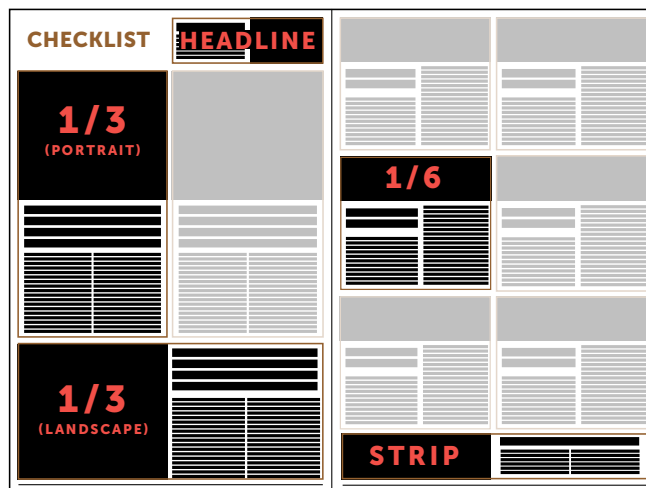 CHECKLIST
HEADLINE
1/3
(PORTRAIT)
1/3
(LANDSCAPE)
1/6
STRIP